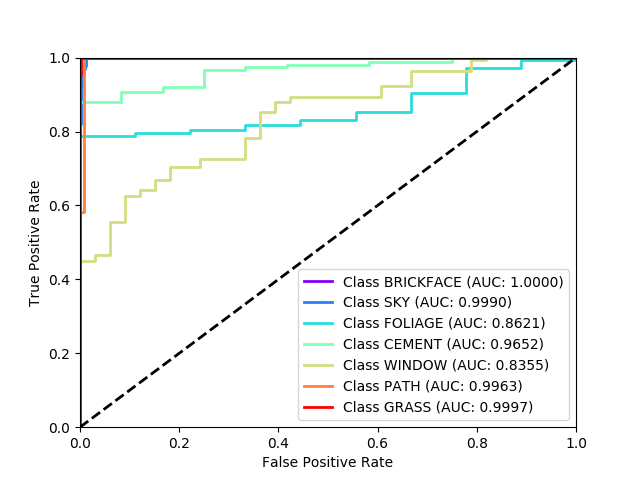 1.0
0.8
0.6
0.4
0.2
0.0
True Positive Rate
0.0 0.2 0.4 0.6 0.8 1.0
False Positive Rate
Class BRICKFACE (AUC: 1.0000)
Class SKY (AUC: 0.9990)
Class FOLIAGE (AUC: 0.8621)
Class CEMENT (AUC: 0.9652)
Class WINDOW (AUC: 0.8355)
Class PATH (AUC: 0.9963)
Class GRASS (AUC: 0.9997)